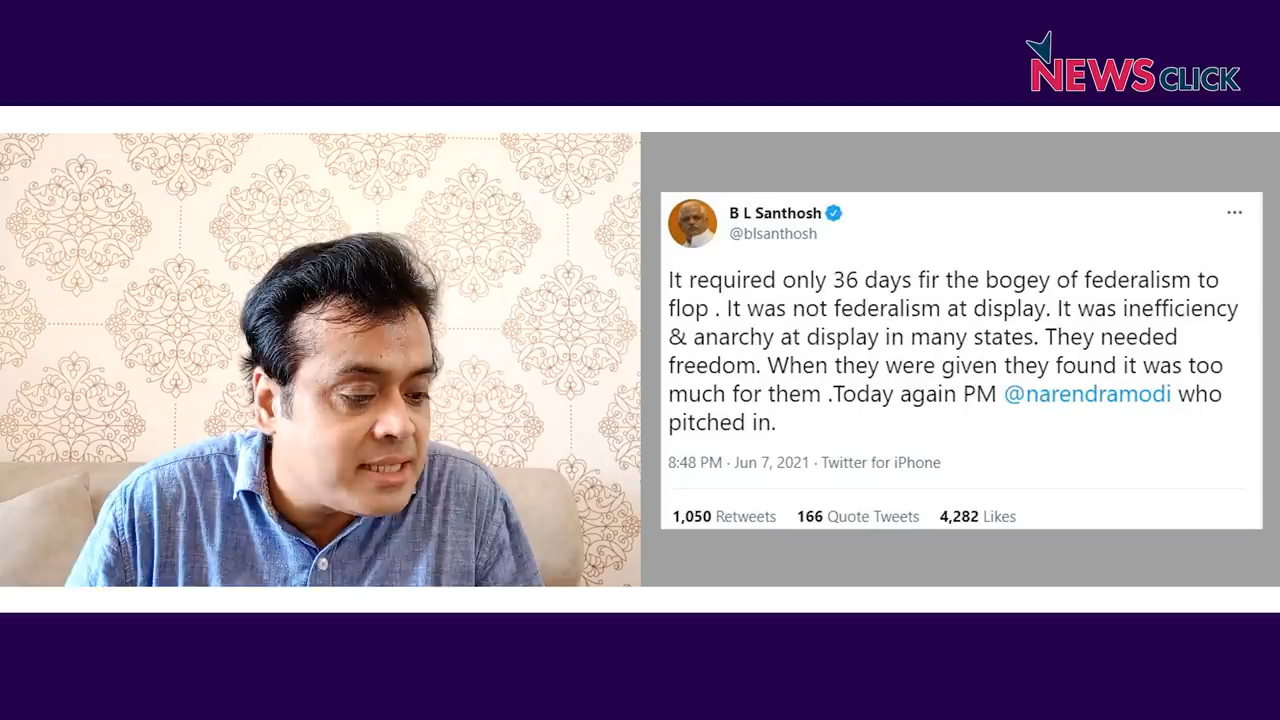 NEWSCLICK
B L Santhosh
@blsanthosh
It required only 36 days fir the bogey of federalism to
flop . It was not federalism at display. It was inefficiency
& anarchy at display in many states. They needed
freedom. When they were given they found it was too
much for them .Today again PM @narendramodi who
pitched in.
8:48 PM · Jun 7, 2021 · Twitter for iPhone
1,050 Retweets 166 Quote Tweets 4,282 Likes